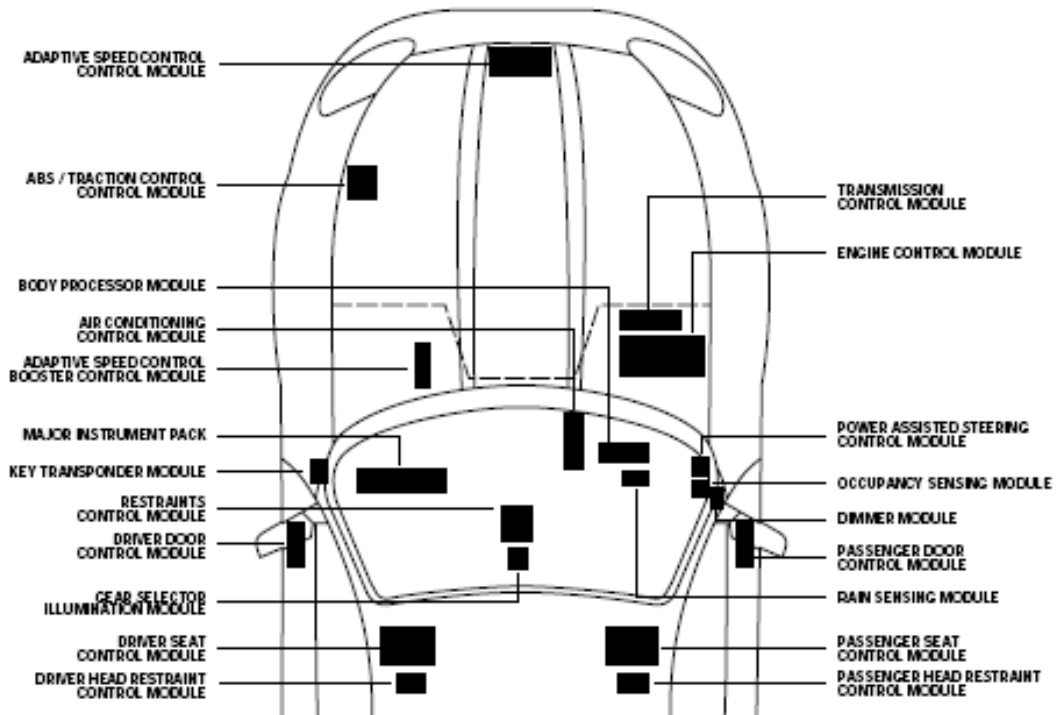 ADAPTIVE SPEED CONTROL
CONTROL MODULE
ABS / TRACTION CONTROL
CONTROL MODULE
BODY PROCESSOR MODULE
AIR CONDITIONING
CONTROL MODULE
ADAPTIVE SPEED CONTROL
BOOSTER CONTROL MODULE
MAJOR INSTRUMENT PACK
KEY TRANSPONDER MODULE
RESTRAINTS
CONTROL MODULE
DRIVER DOOR
CONTROL MODULE
GEAR SELECTOR
ILLUMINATION MODULE
DRIVER SEAT
CONTROL MODULE
DRIVER HEAD RESTRAINT
CONTROL MODULE
TRANSMISSION
CONTROL MODULE
ENGINE CONTROL MODULE
POWER ASSISTED STEERING
CONTROL MODULE
OCCUPANCY SENSING MODULE
DIMMER MODULE
PASSENGER DOOR
CONTROL MODULE
RAIN SENSING MODULE
PASSENGER SEAT
CONTROL MODULE
PASSENGER HEAD RESTRAINT
CONTROL MODULE